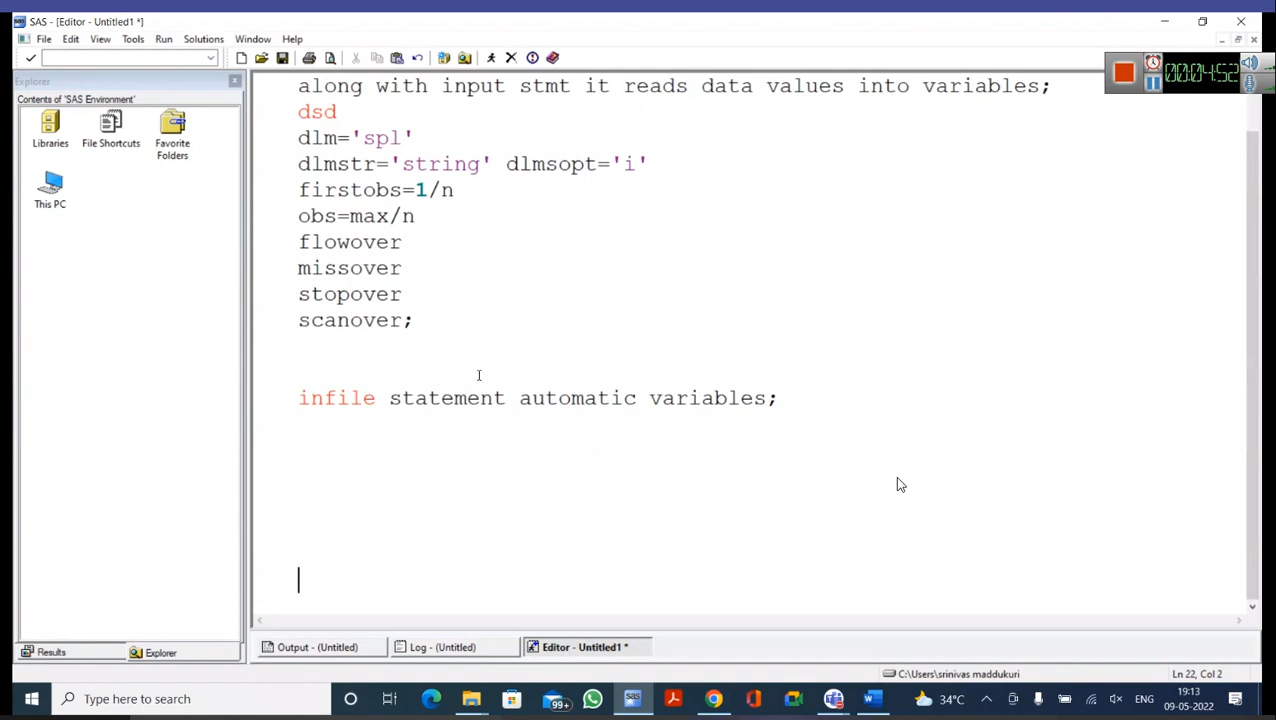 SAS - [Editor - Untitled1 *]
File Edit View Tools Run Solutions Window Help
Explorer
Contents of 'SAS Environment'
Libraries
File Shortcuts
Favorite Folders
This PC
along with input stmt it reads data values into variables;
dsd
dlm='spl'
dlmstr='string' dlmsopt='i'
firstobs=1/n
obs=max/n
flowover
missover
stopover
scanover;
infile statement automatic variables;
00:04:52
Results
Explorer
Output - (Untitled)
Log - (Untitled)
Editor - Untitled1 *
C:\Users\srinivas maddukuri
Ln 22, Col 2
Type here to search
99+
34°C
ENG
19:13
09-05-2022